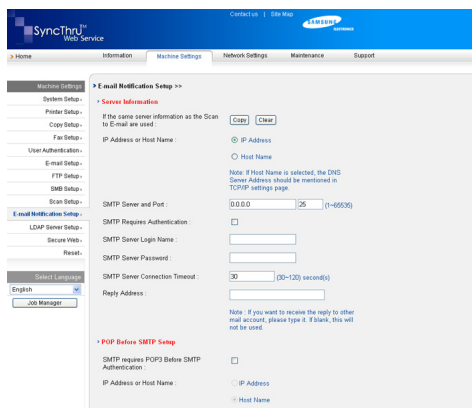 Contact us | Site Map
SyncThru TM
Web Service
SAMSUNG
ELECTRONICS
> Home
Information
Machine Settings
Network Settings
Maintenance
Support
Machine Settings
System Setup
Printer Setup
Copy Setup
Fax Setup
User Authentication
E-mail Setup
FTP Setup
SMB Setup
Scan Setup
E-mail Notification Setup
LDAP Server Setup
Secure Web
Reset
Select Language
English
Job Manager
E-mail Notification Setup >>
Server Information
If the same server information as the Scan
to E-mail are used :
Copy Clear
IP Address or Host Name :
IP Address
Host Name
Note: If Host Name is selected, the DNS
Server Address should be mentioned in
TCP/IP settings page.
SMTP Server and Port : 0.0.0.0 25 (1~65535)
SMTP Requires Authentication :
SMTP Server Login Name :
SMTP Server Password :
SMTP Server Connection Timeout : 30 (30~120) second(s)
Reply Address :
Note : If you want to receive the reply to other
mail account, please type it. If blank, this will
not be used.
POP Before SMTP Setup
SMTP requires POP3 Before SMTP
Authentication :
IP Address or Host Name :
IP Address
Host Name